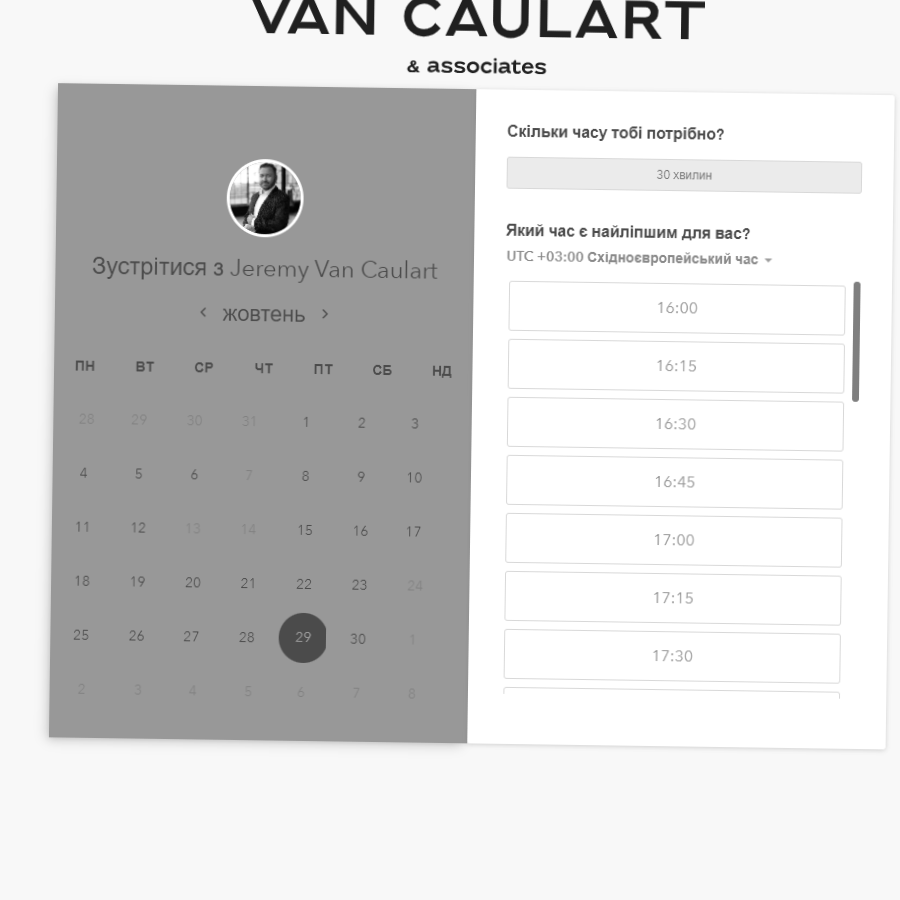 VAN CAULART
& associates
Зустрітися з Jeremy Van Caulart
жовтень
ПН ВТ СР ЧТ ПТ СБ НД
28 29 30 31 1 2 3
4 5 6 7 8 9 10
11 12 13 14 15 16 17
18 19 20 21 22 23 24
25 26 27 28 29 30 1
2 3 4 5 6 7 8
Скільки часу тобі потрібно?
30 хвилин
Який час є найліпшим для вас?
UTC +03:00 Східноєвропейський час
16:00
16:15
16:30
16:45
17:00
17:15
17:30